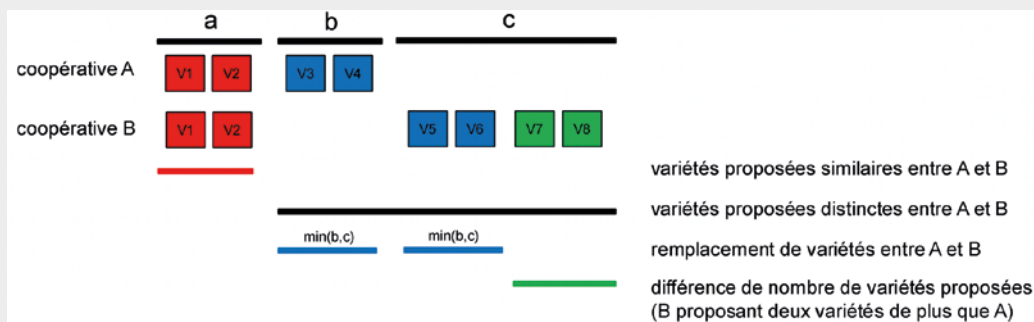 a b c
coopérative A V1 V2 V3 V4
coopérative B V1 V2 V5 V6 V7 V8
variétés proposées similaires entre A et B
variétés proposées distinctes entre A et B
min(b,c) min(b,c) remplacement de variétés entre A et B
différence de nombre de variétés proposées
(B proposant deux variétés de plus que A)